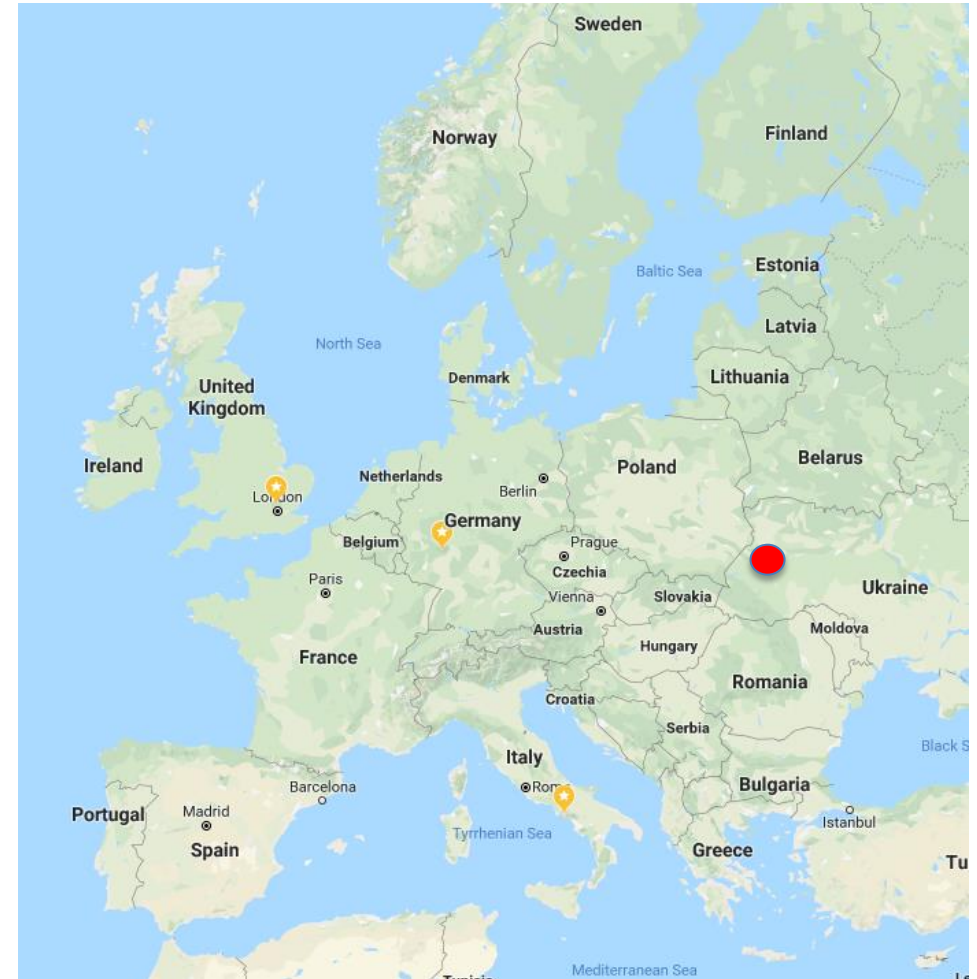 Sweden
Norway
Finland
Estonia
Baltic Sea
Latvia
North Sea
Denmark
Lithuania
United
Kingdom
Ireland
Netherlands
Berlin
Poland
Belarus
London
Germany
Belgium
Prague
Czechia
Paris
Vienna
Slovakia
Ukraine
Austria
Moldova
Hungary
France
Romania
Croatia
Serbia
Italy
Black S
Barcelona
Rom
Bulgaria
Portugal
Madrid
Istanbul
Tyrrhenian Sea
Spain
Greece
Tu
Mediterranean Sea